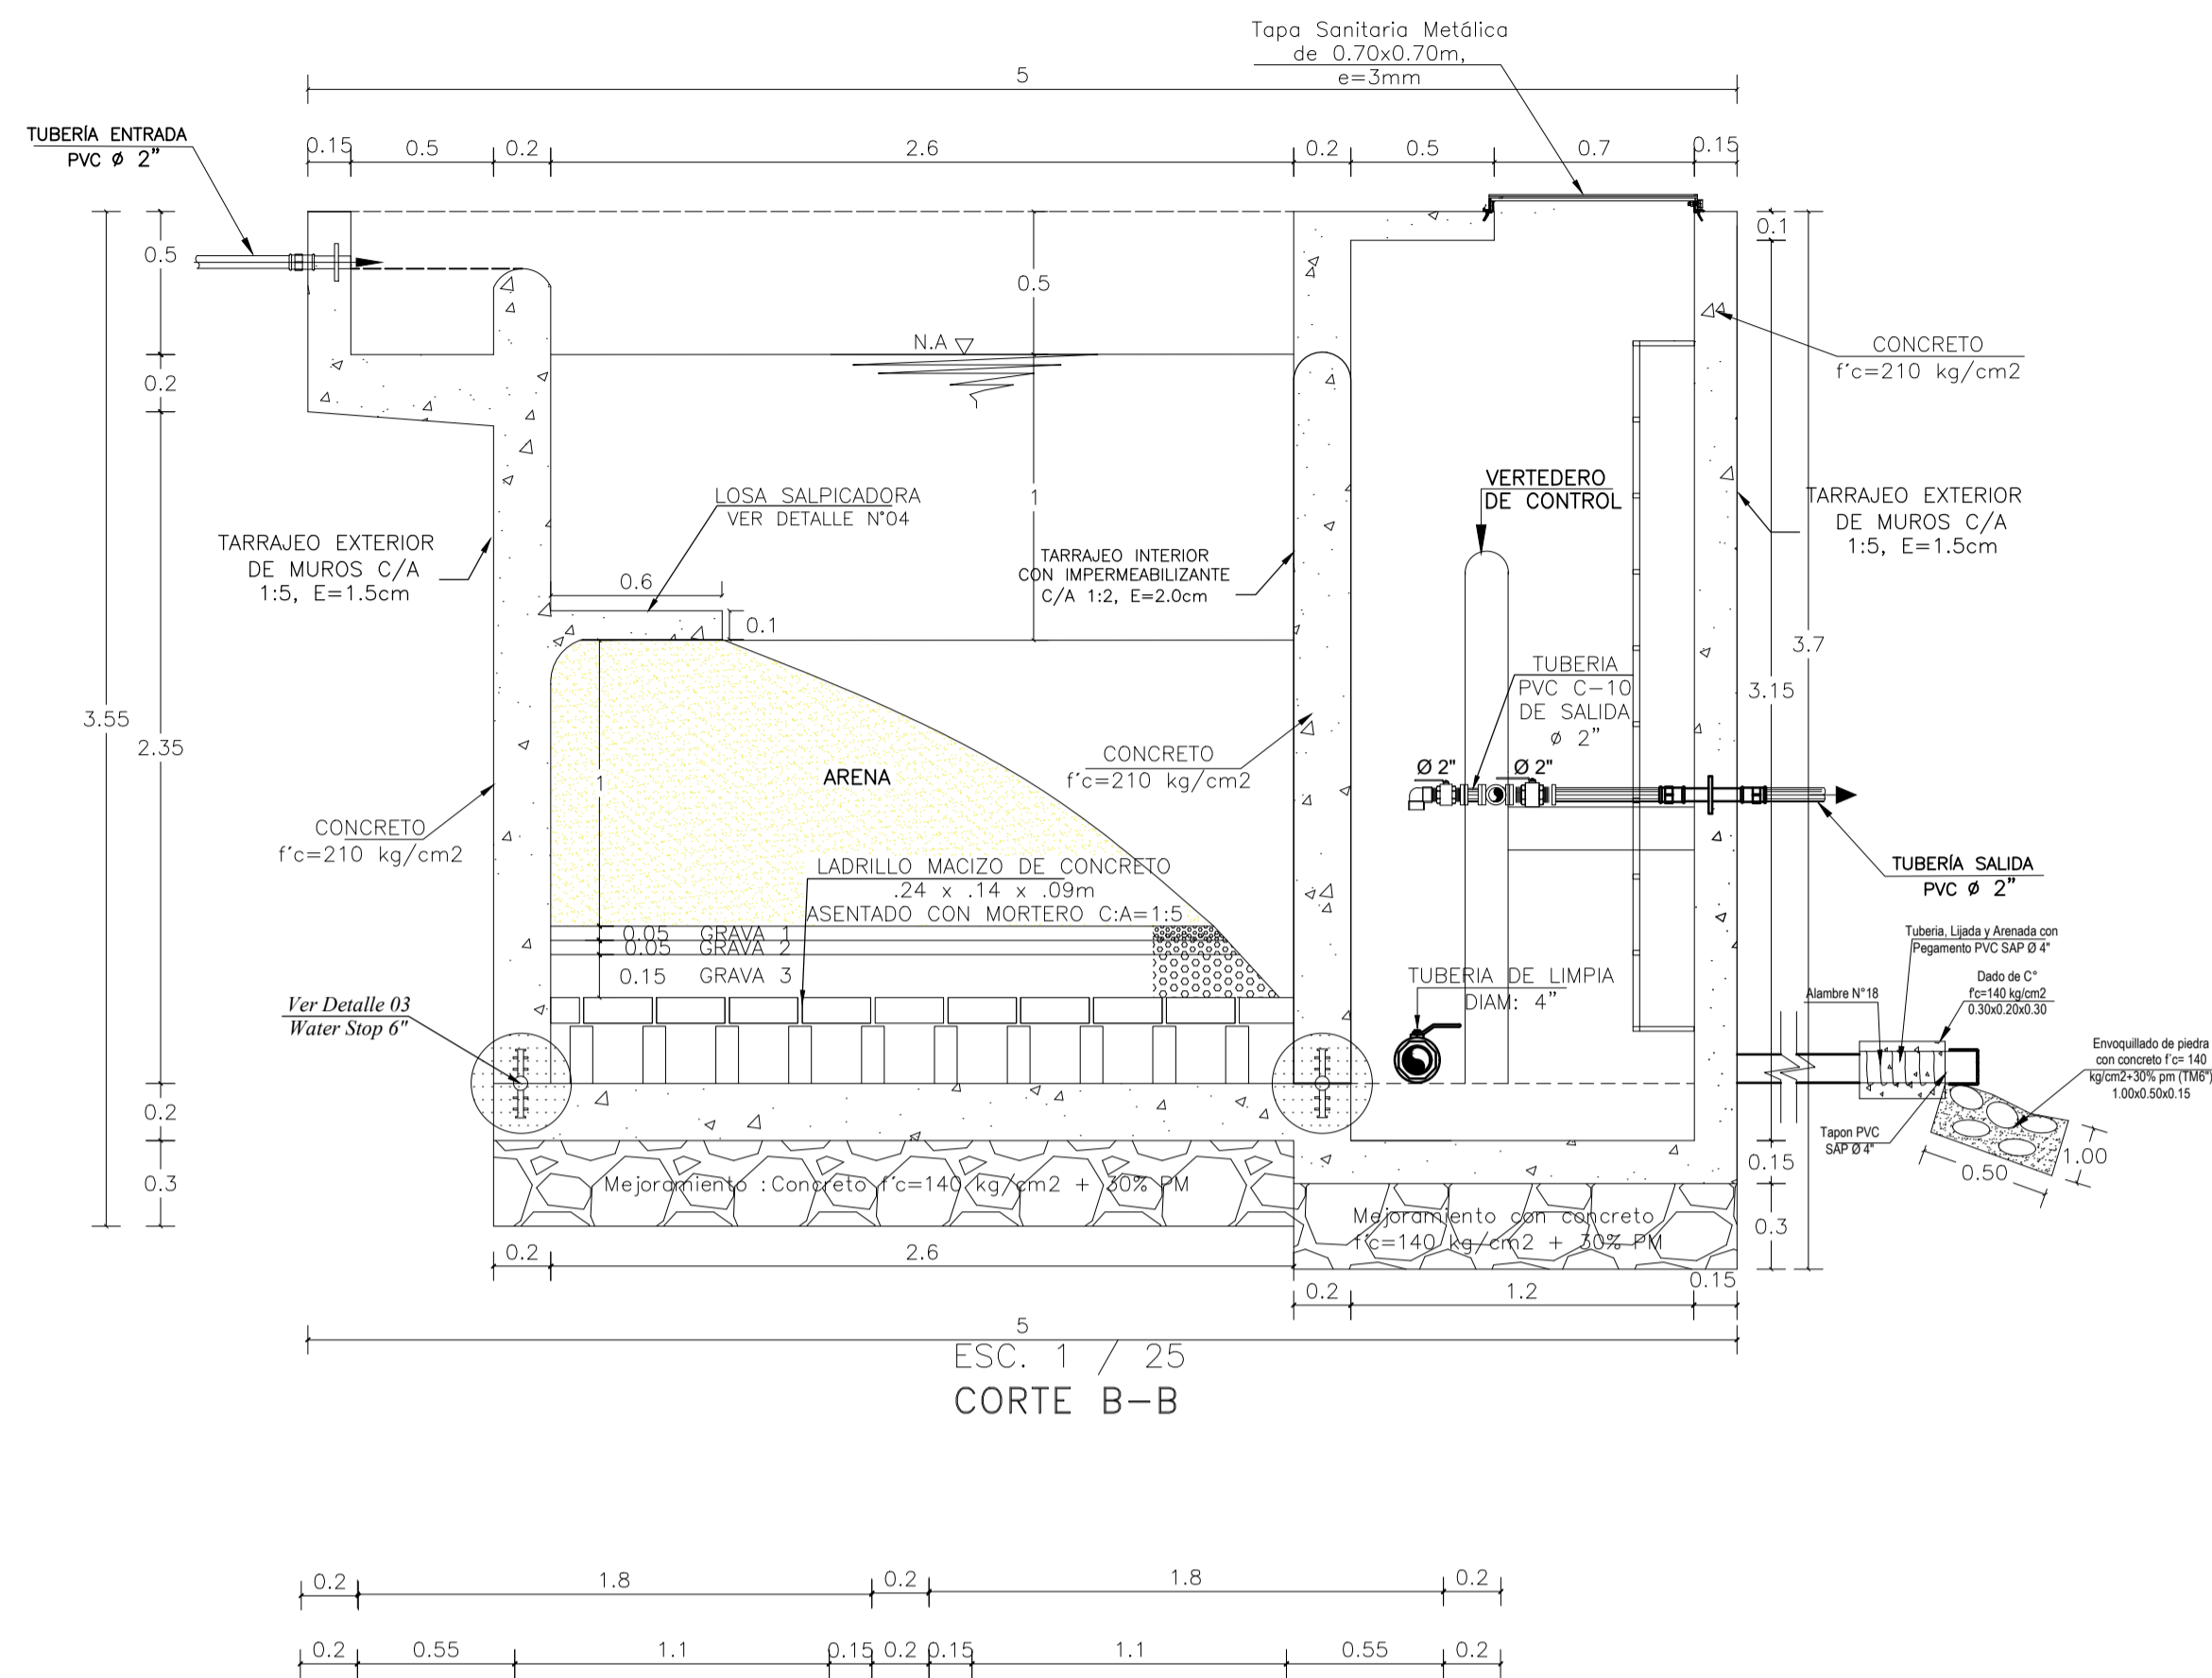 Tapa Sanitaria Metálica
de 0.70x0.70m,
e=3mm
5
TUBERÍA ENTRADA
PVC Ø 2”
0.15
0.5
0.2
2.6
0.2
0.5
0.7
0.15
0.5
0.2
3.55
2.35
0.2
0.3
0.5
N.A
1
0.1
CONCRETO
f'c=210 kg/cm2
LOSA SALPICADORA
VER DETALLE N°04
VERTEDERO
DE CONTROL
TARRAJEO EXTERIOR
DE MUROS C/A
1:5, E=1.5cm
TARRAJEO EXTERIOR
DE MUROS C/A
1:5, E=1.5cm
TARRAJEO INTERIOR
CON IMPERMEABILIZANTE
C/A 1:2, E=2.0cm
0.6
0.1
3.7
3.15
TUBERIA
PVC C-10
DE SALIDA
Ø 2”
1
ARENA
CONCRETO
f'c=210 kg/cm2
Ø 2"
Ø 2"
CONCRETO
f'c=210 kg/cm2
LADRILLO MACIZO DE CONCRETO
.24 x .14 x .09m
ASENTADO CON MORTERO C:A=1:5
TUBERÍA SALIDA
PVC Ø 2”
0.05 GRAVA 1
0.05 GRAVA 2
0.15 GRAVA 3
TUBERIA DE LIMPIA
DIAM: 4”
Tuberia, Lijada y Arenada con
Pegamento PVC SAP Ø 4"
Dado de C°
f'c=140 kg/cm2
0.30x0.20x0.30
Alambre N°18
Ver Detalle 03
Water Stop 6"
Envoquillado de piedra
con concreto f´c= 140
kg/cm2+30% pm (TM6")
1.00x0.50x0.15
Tapon PVC
SAP Ø 4"
0.50
1.00
0.15
0.3
Mejoramiento :Concreto f'c=140 kg/cm2 + 30% PM
Mejoramiento con concreto
f'c=140 kg/cm2 + 30% PM
0.2
2.6
0.2
1.2
0.15
5
ESC. 1 / 25
CORTE B-B
0.2
1.8
0.2
1.8
0.2
0.2
0.55
1.1
0.15
0.2
0.15
1.1
0.55
0.2